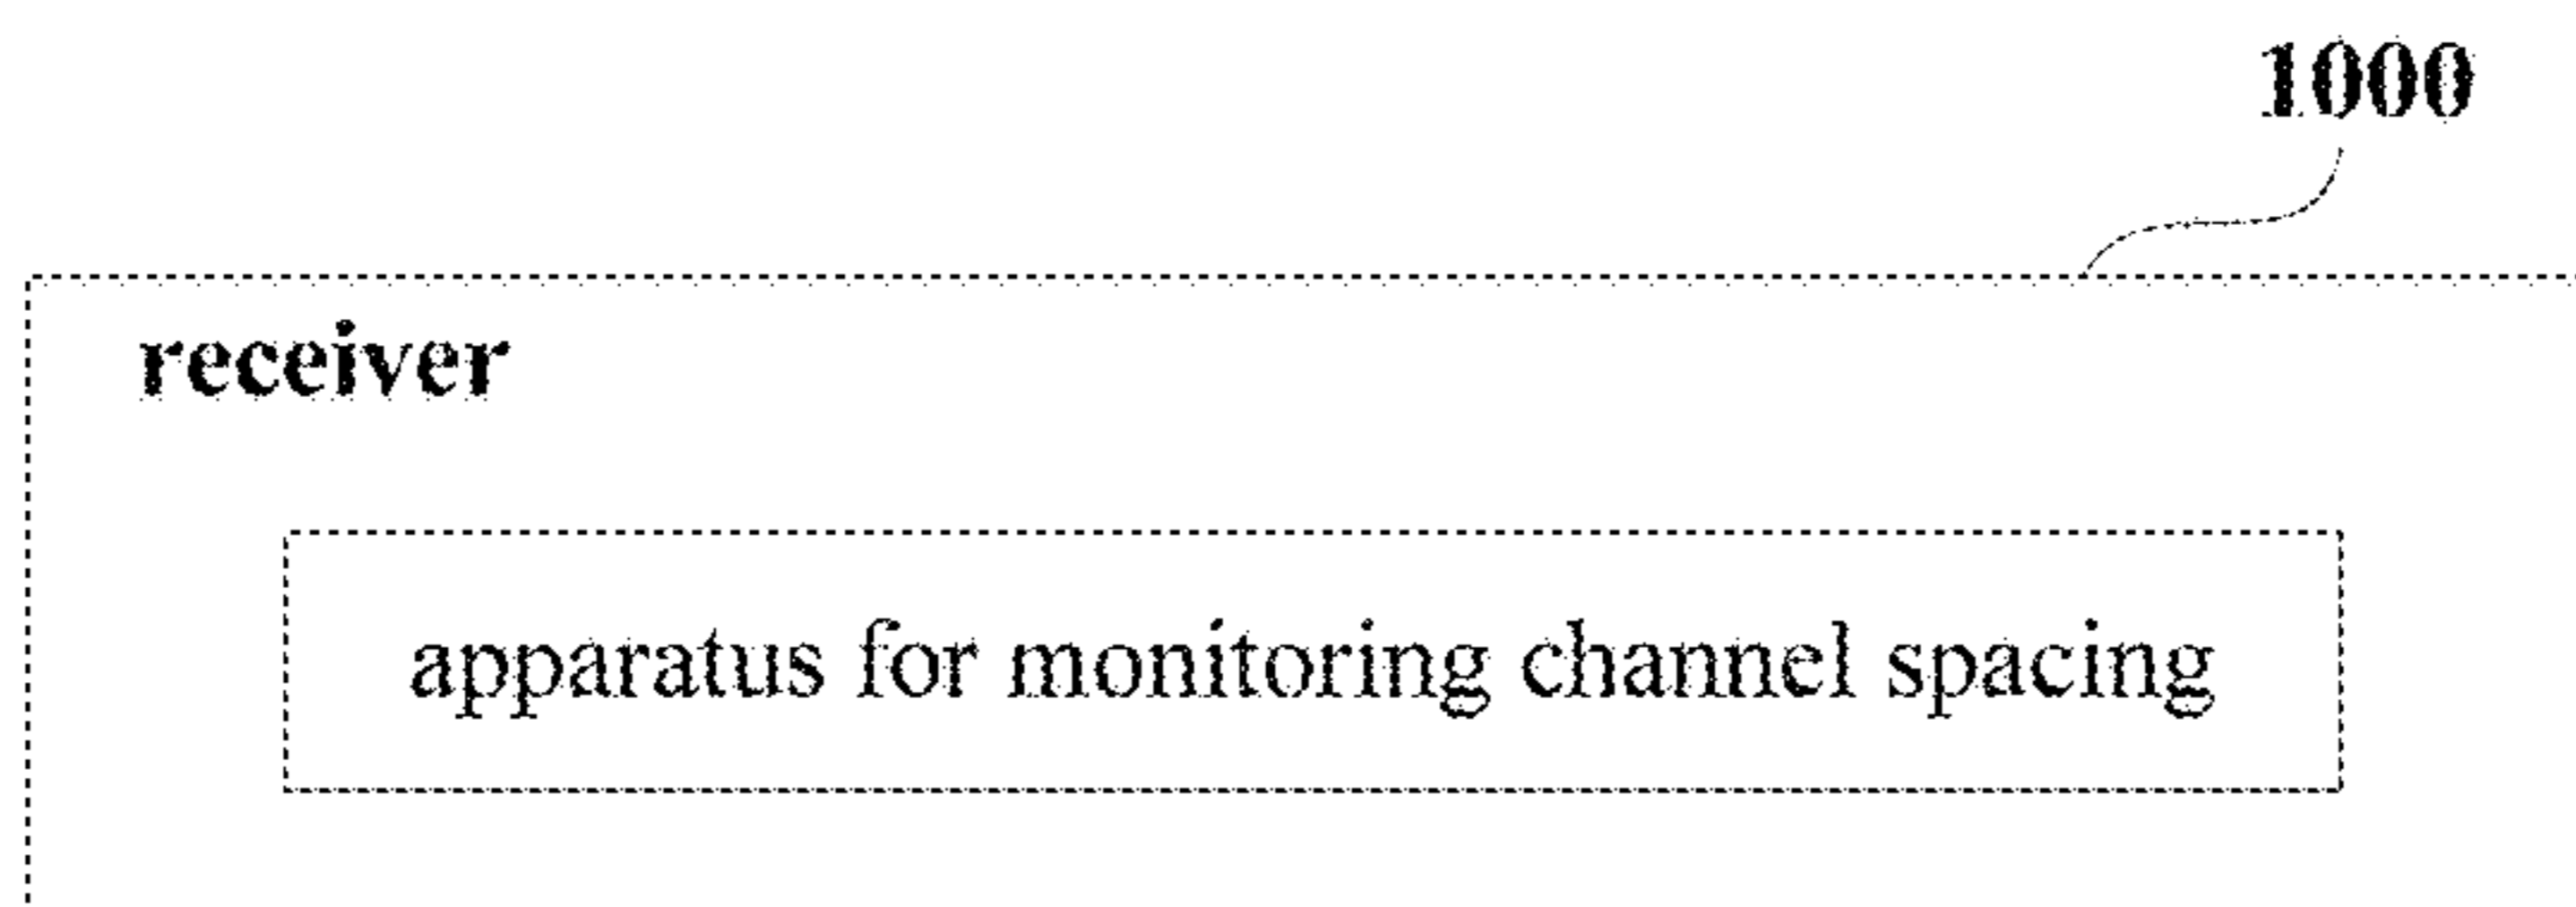 1000
receiver
apparatus for monitoring channel spacing